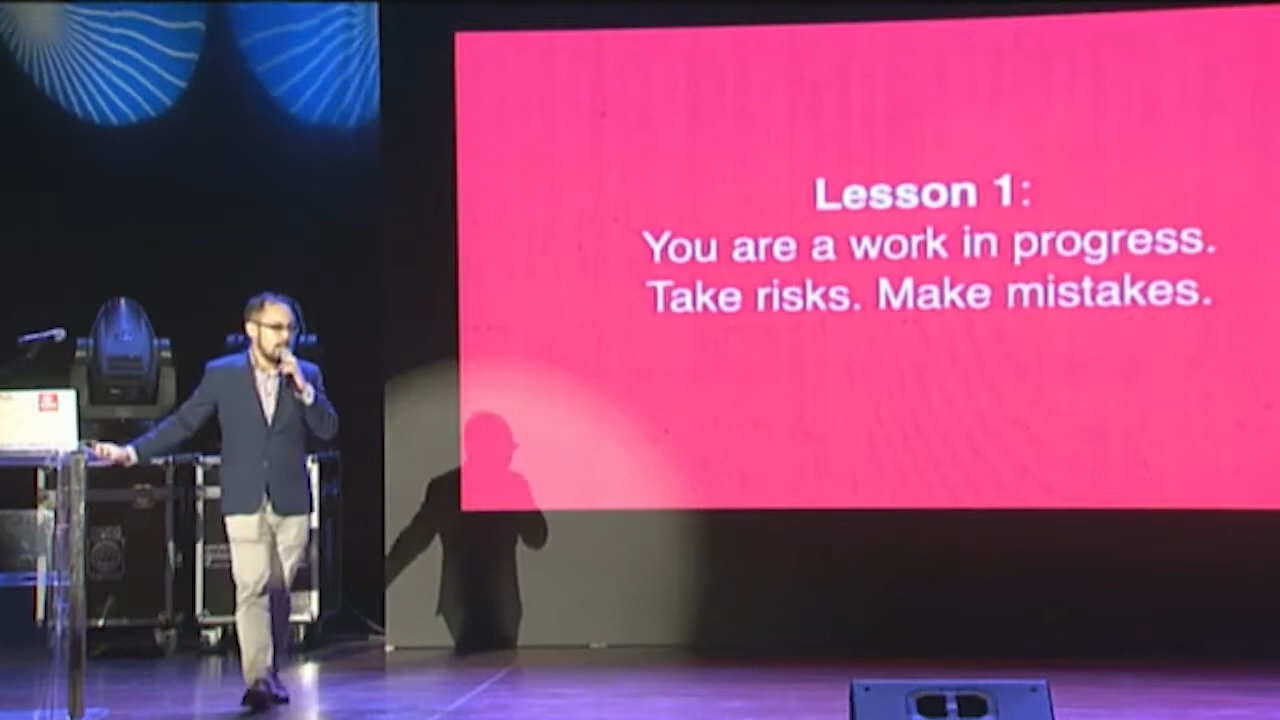 Lesson 1:
You are a work in progress.
Take risks. Make mistakes.